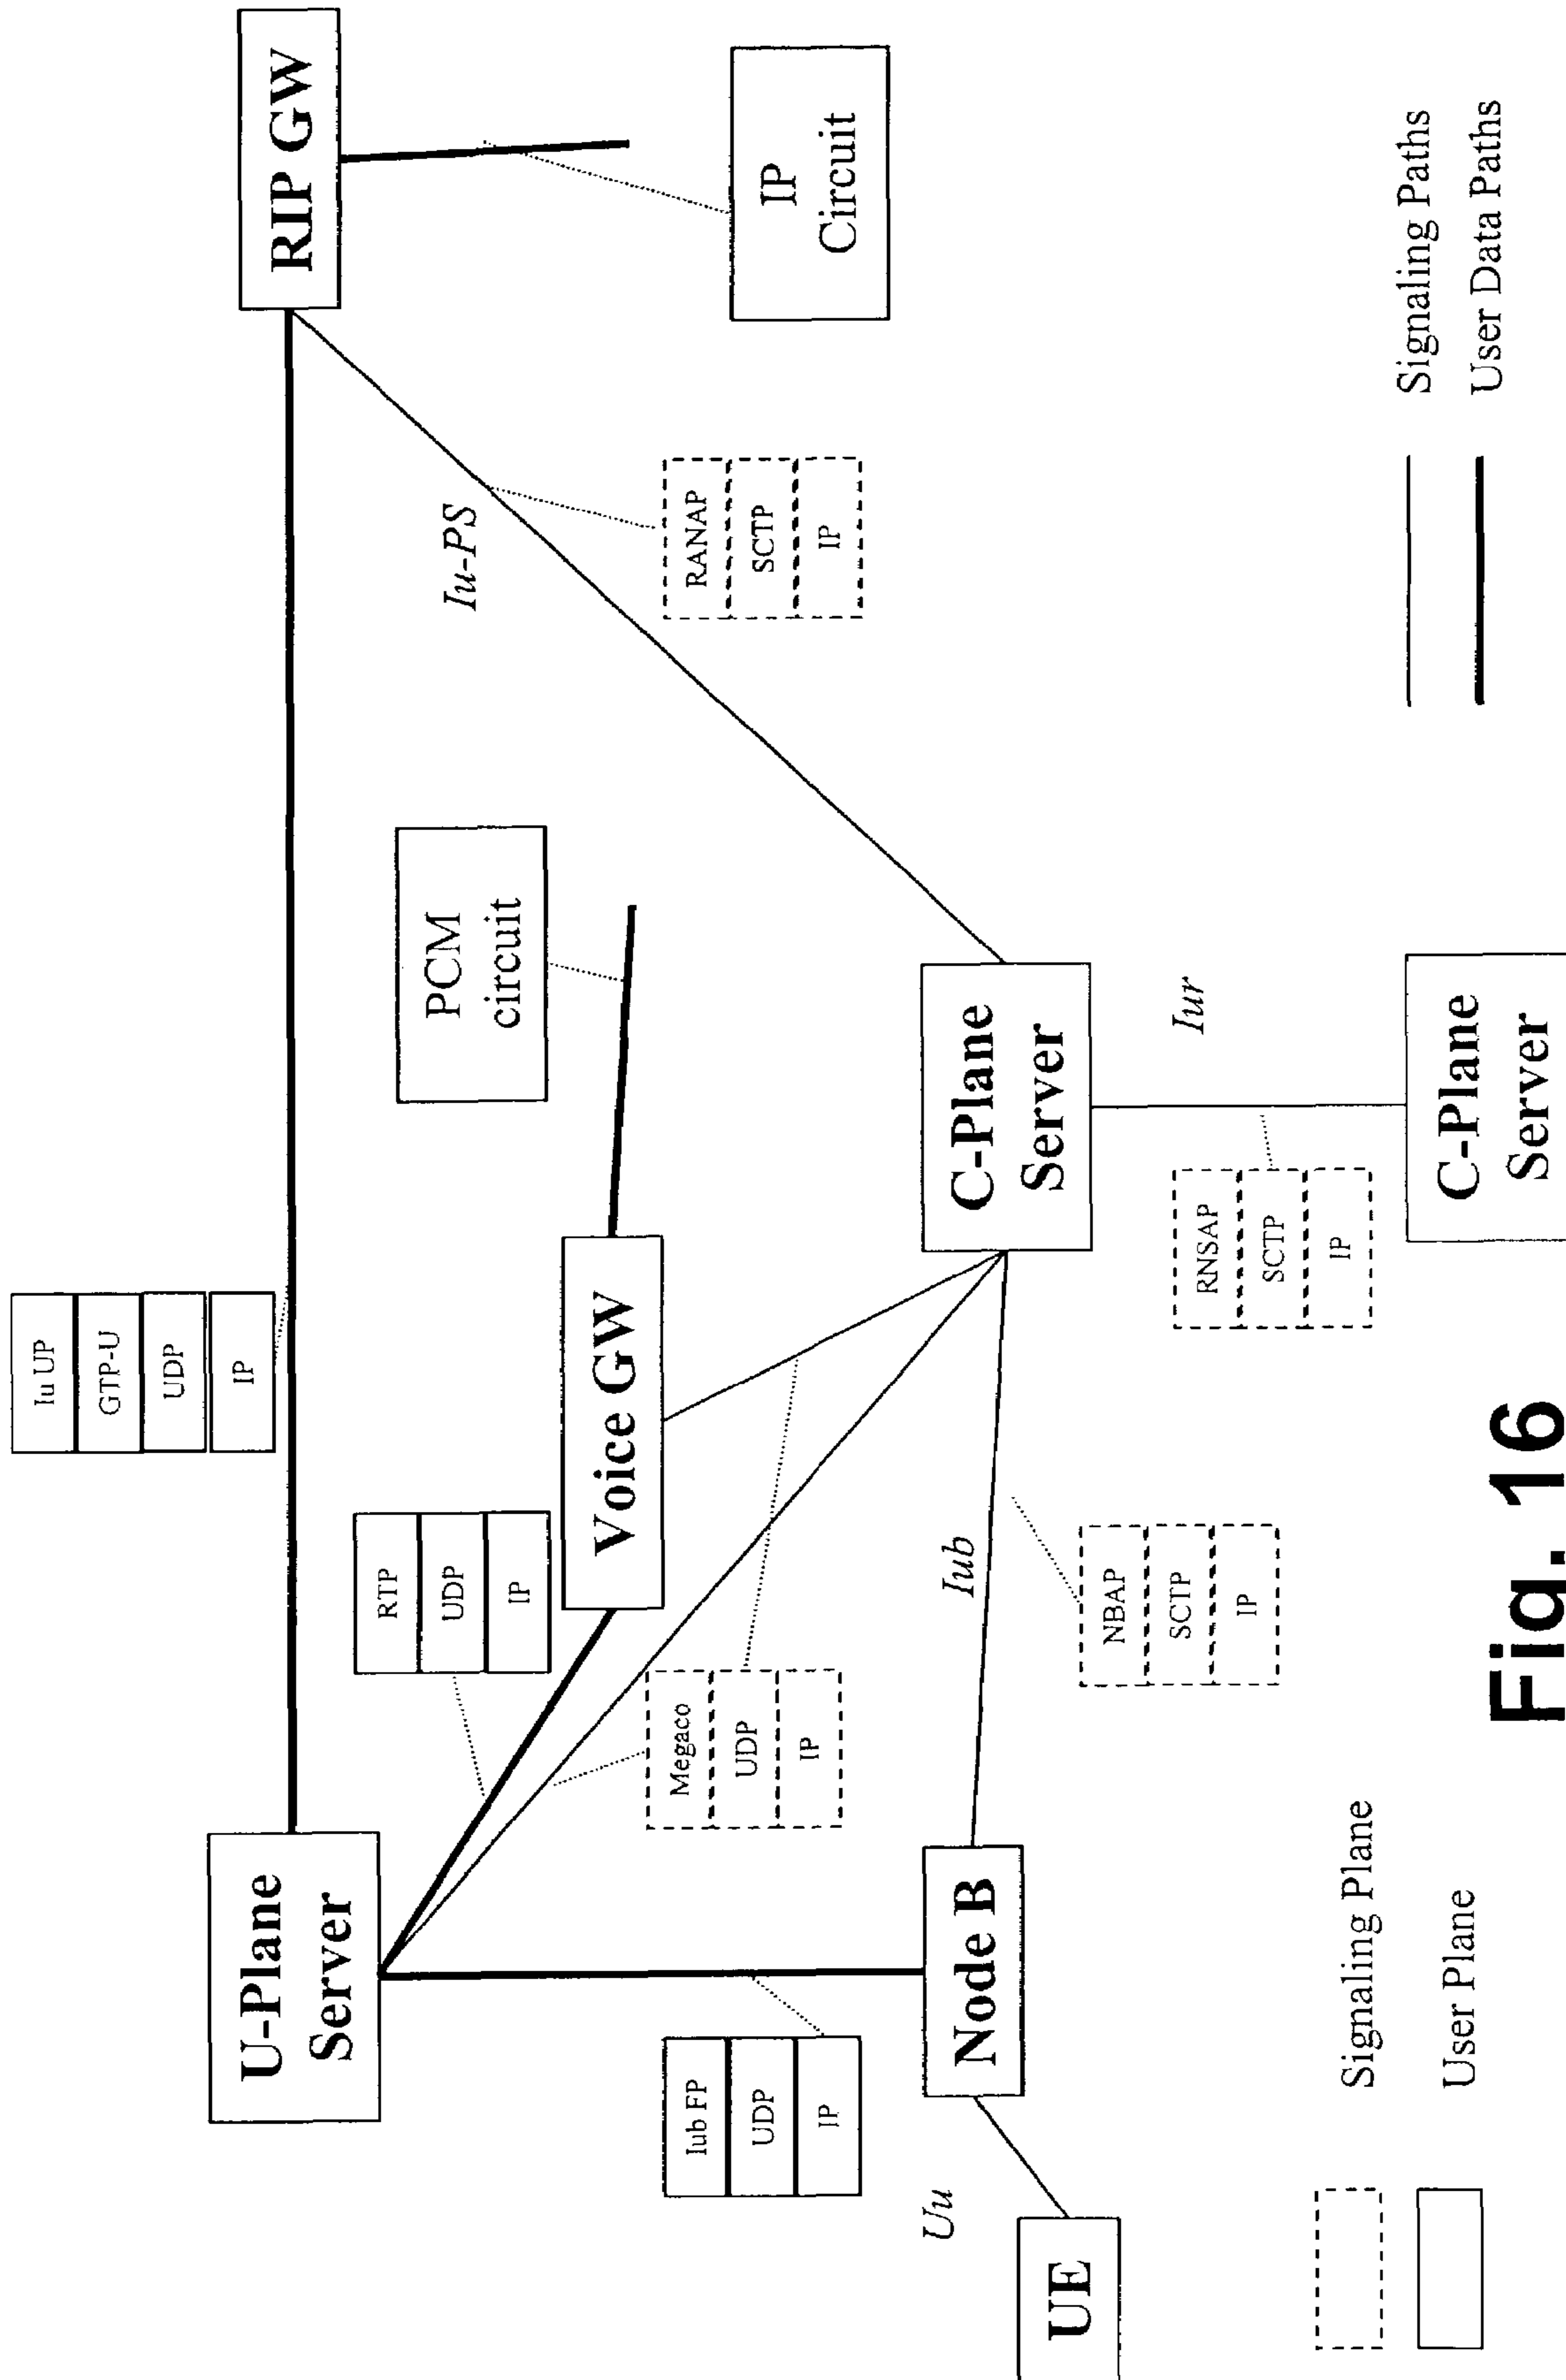 Iu UP
GTP-U
UDP
IP
U-Plane
Server
RIP GW
RTP
UDP
IP
PCM
circuit
Iu-PS
Voice GW
RANAP
SCTP
IP
IP
Circuit
Iub FP
UDP
IP
Megaco
UDP
IP
Uu
Node B
Iub
C-Plane
Server
UE
NBAP
SCTP
IP
RNSAP
SCTP
IP
Iur
Signaling Plane
User Plane
Fig. 16
C-Plane
Server
Signaling Paths
User Data Paths